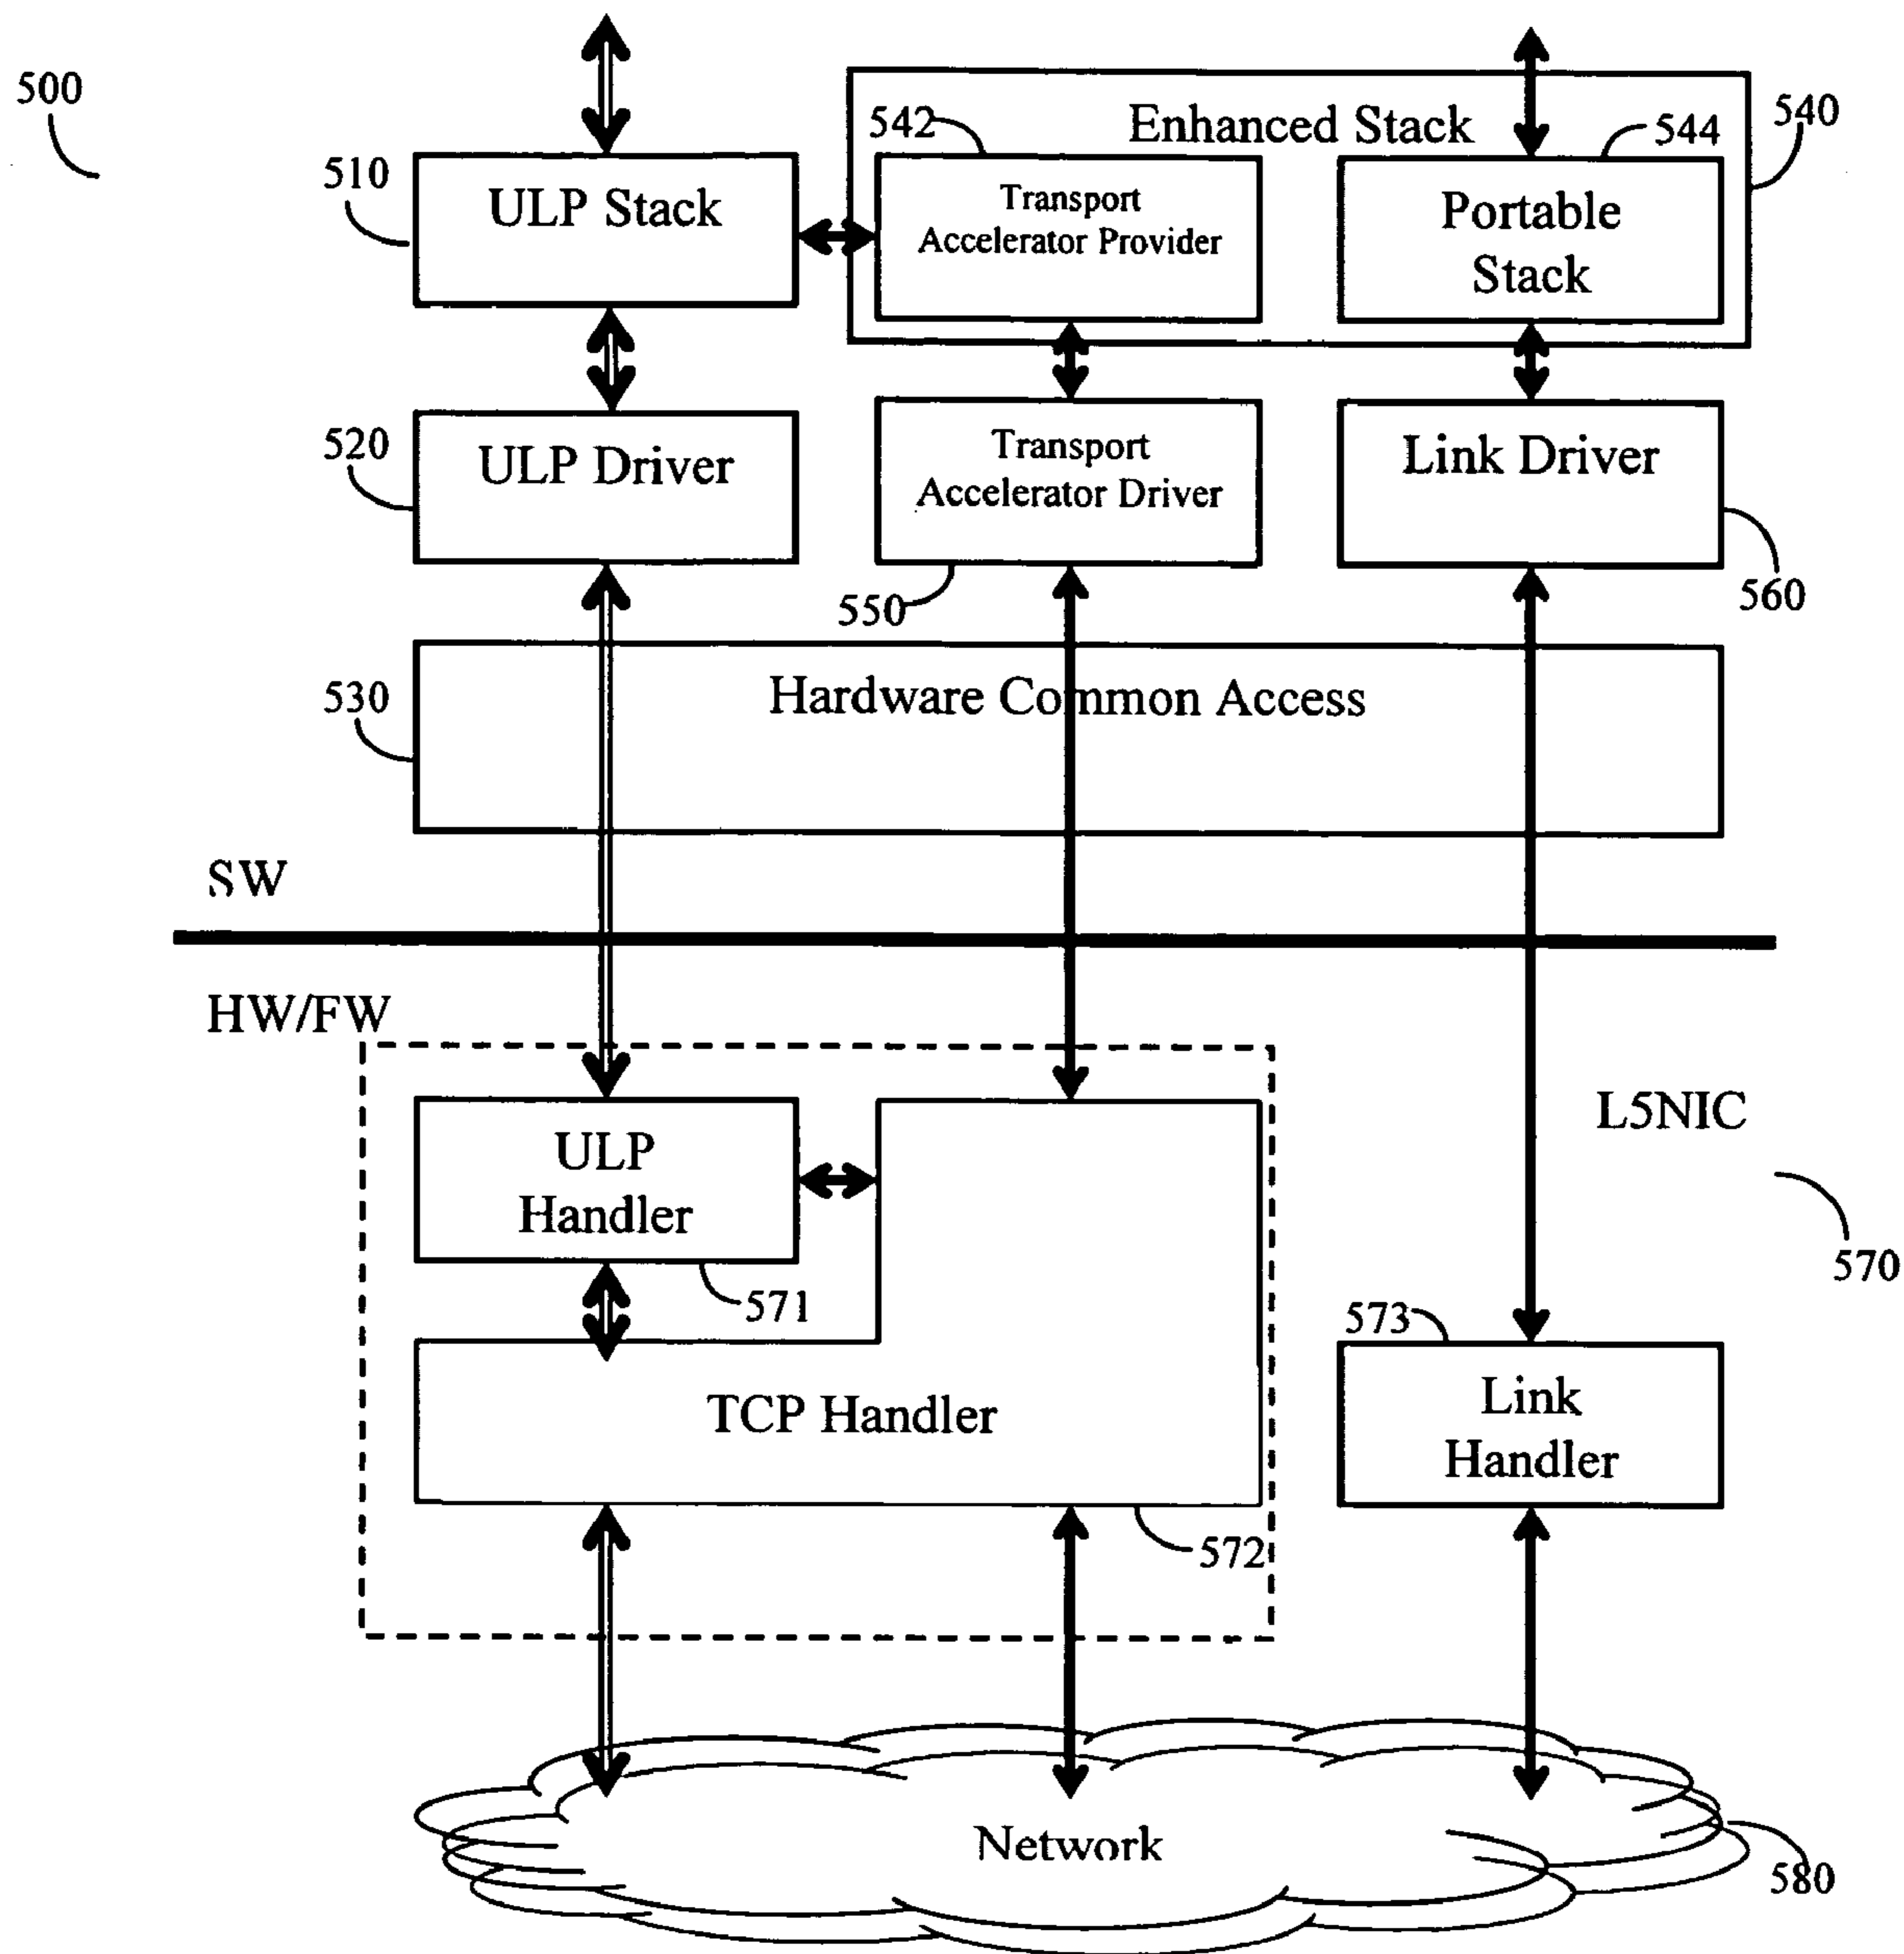 500
542
Enhanced Stack
544
540
510
ULP Stack
Transport
Accelerator Provider
Portable
Stack
520
ULP Driver
Transport
Accelerator Driver
Link Driver
550
560
530
Hardware Common Access
SW
HW/FW
L5NIC
ULP
Handler
570
571
573
TCP Handler
Link
Handler
572
Network
580